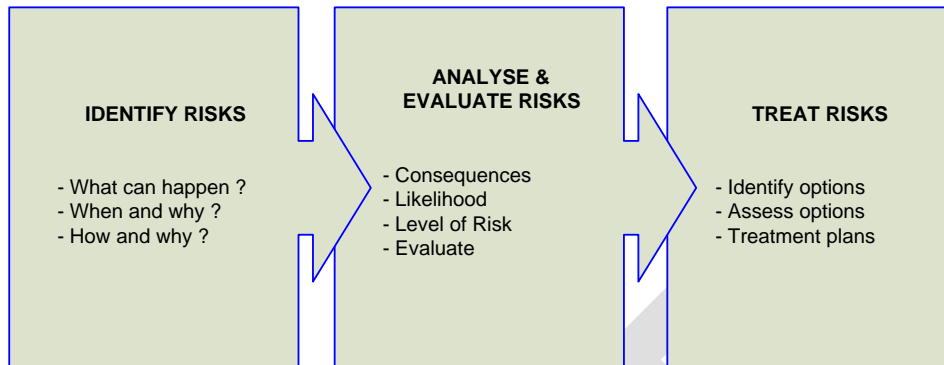 IDENTIFY RISKS
- What can happen ?
- When and why ?
- How and why ?
ANALYSE &
EVALUATE RISKS
- Consequences
- Likelihood
- Level of Risk
- Evaluate
TREAT RISKS
- Identify options
- Assess options
- Treatment plans